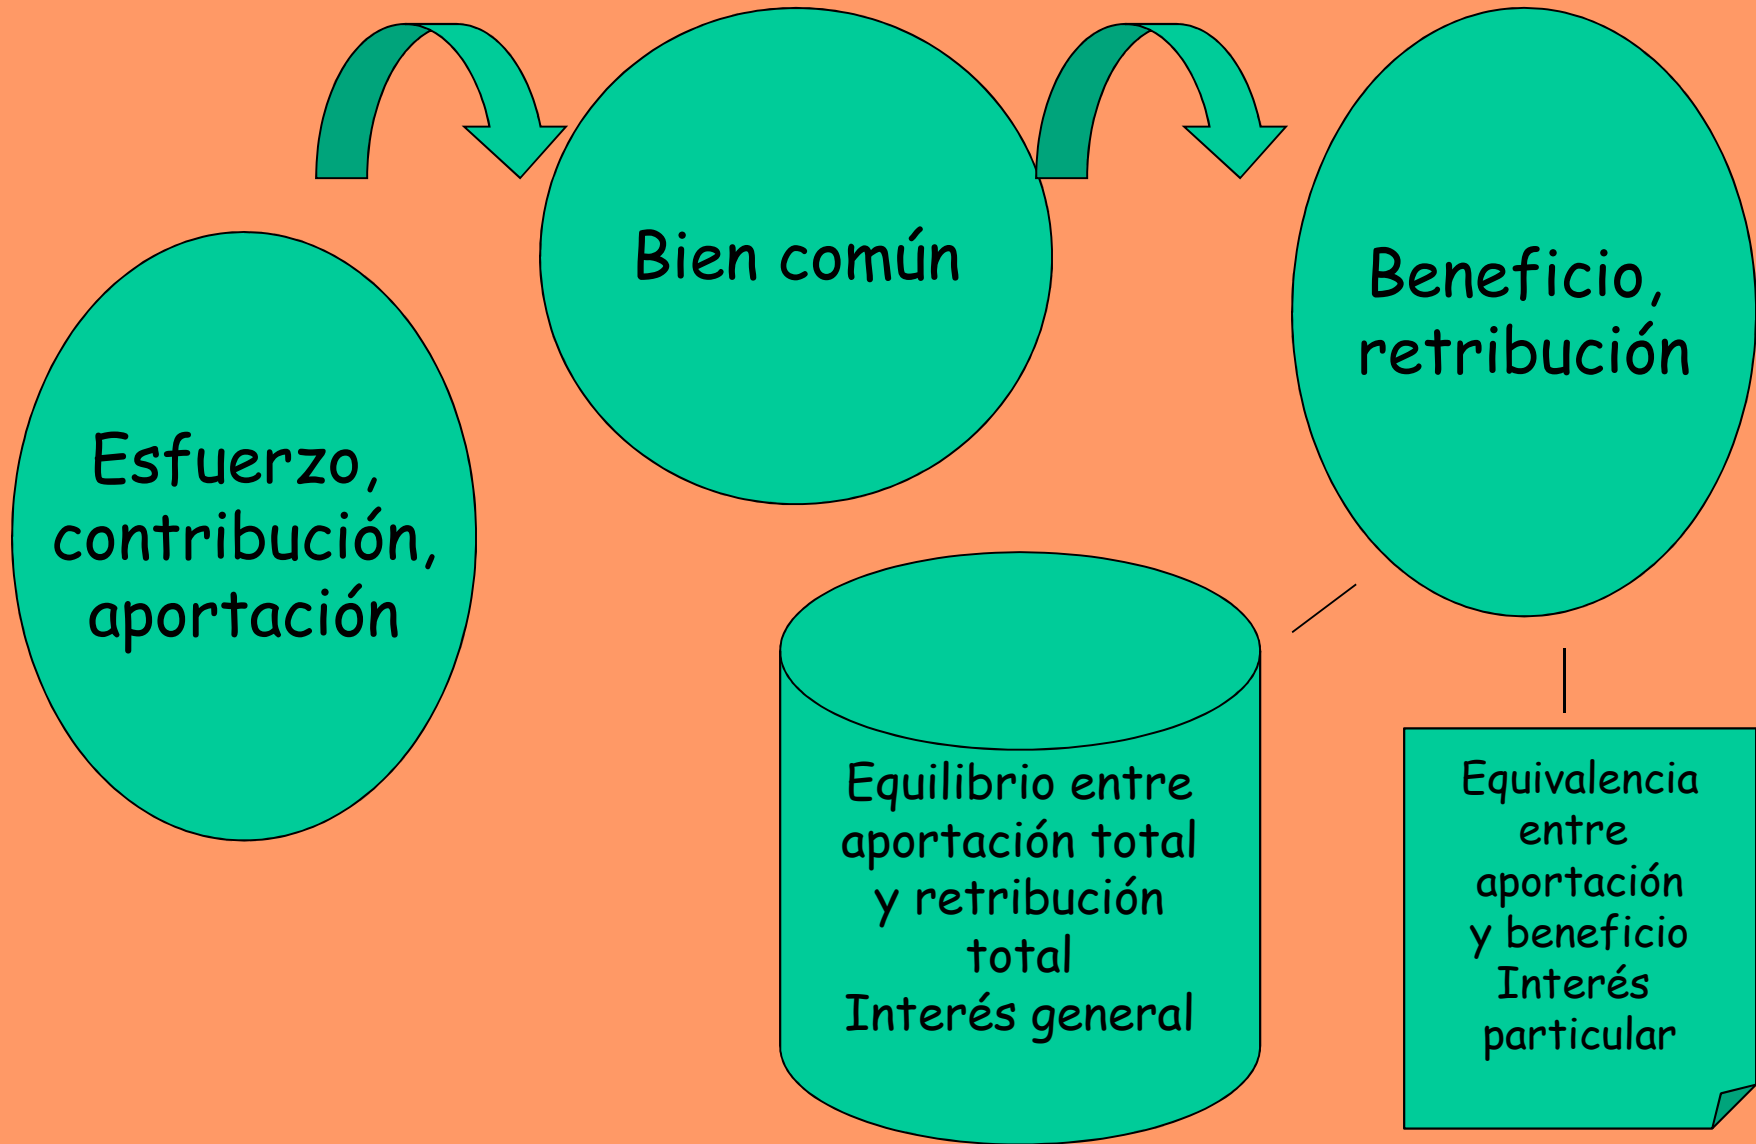 Esfuerzo,
contribución,
aportación
Bien común
Beneficio,
retribución
Equilibrio entre
aportación total
y retribución
total
Interés general
Equivalencia
entre
aportación
y beneficio
Interés
particular